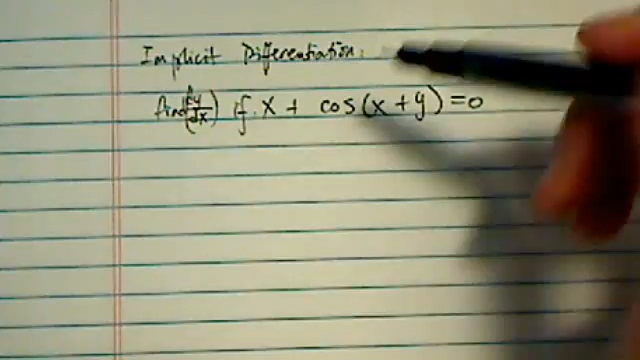 Implicit Differentiation:
find (dy/dx) if x + cos(x+y)=0